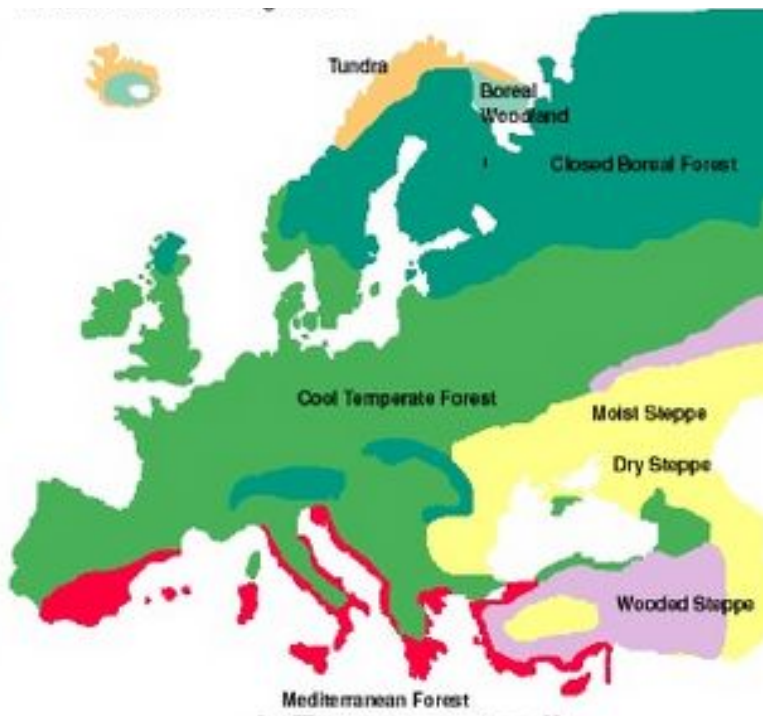 Tundra
Boreal
Woodland
Closed Boreal Forest
Cool Temperate Forest
Moist Steppe
Dry Steppe
Wooded Steppe
Mediterranean Forest